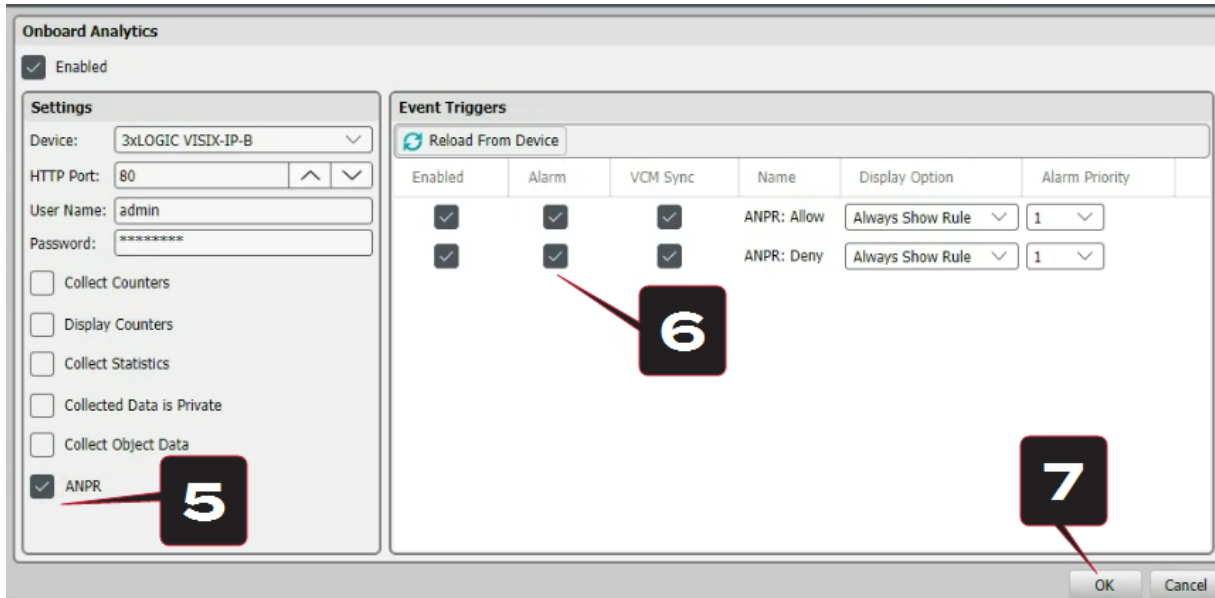 Onboard Analytics
Enabled
Settings
Device: 3xLOGIC VISIX-IP-B
HTTP Port: 80
User Name: admin
Password: ********
Collect Counters
Display Counters
Collect Statistics
Collected Data is Private
Collect Object Data
ANPR
5
Event Triggers
Reload From Device
Enabled Alarm VCM Sync Name Display Option Alarm Priority
ANPR: Allow Always Show Rule 1
ANPR: Deny Always Show Rule 1
6
7
OK Cancel